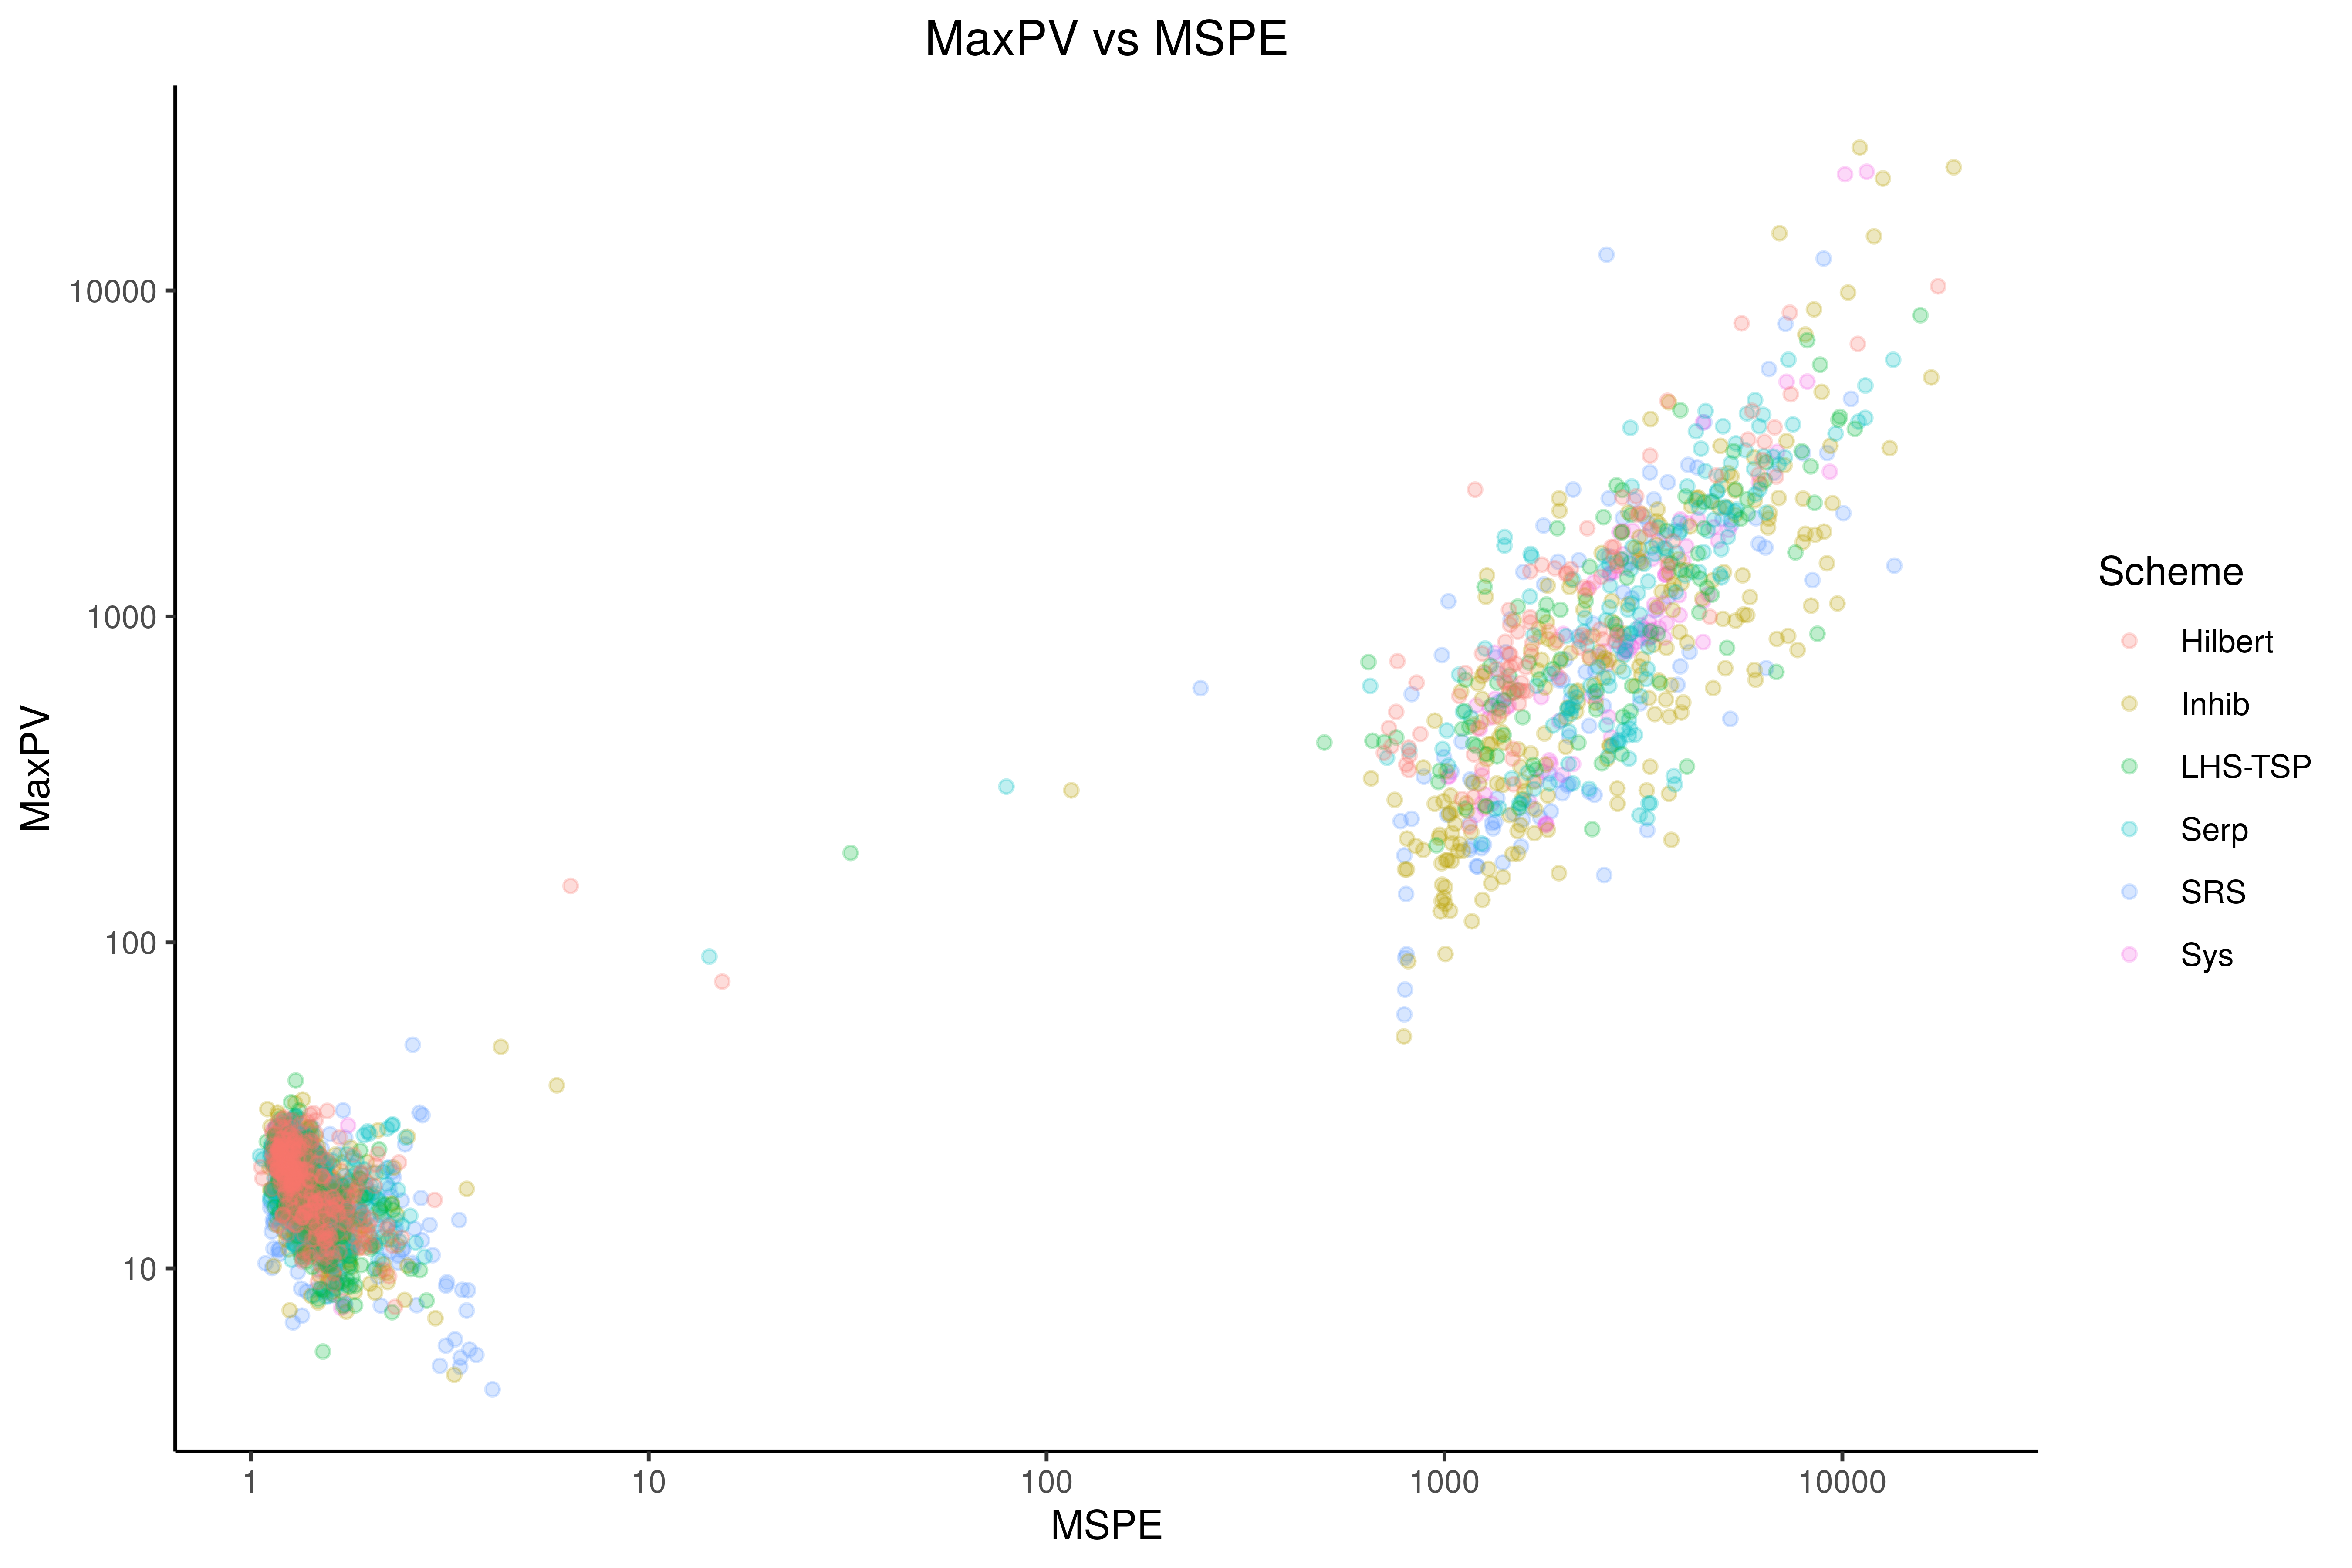 MaxPV vs MSPE
MaxPV
10000
1000
100
10
1
10
100
1000
10000
MSPE
Scheme
Hilbert
Inhib
LHS-TSP
Serp
SRS
Sys